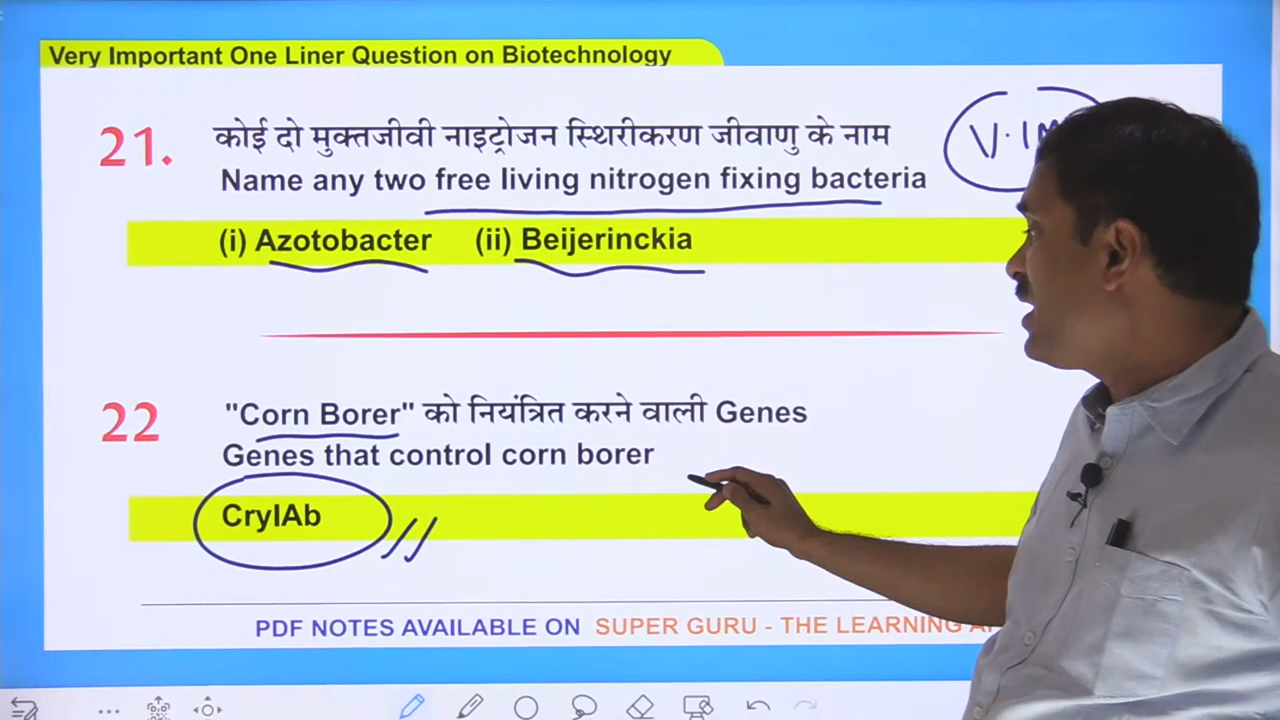 Very Important One Liner Question on Biotechnology
21. कोई दो मुक्तजीवी नाइट्रोजन स्थिरीकरण जीवाणु के नाम
V. IM
Name any two free living nitrogen fixing bacteria
(i) Azotobacter (ii) Beijerinckia
22 "Corn Borer" को नियंत्रित करने वाली Genes
Genes that control corn borer
CryIAb
PDF NOTES AVAILABLE ON SUPER GURU - THE LEARNING